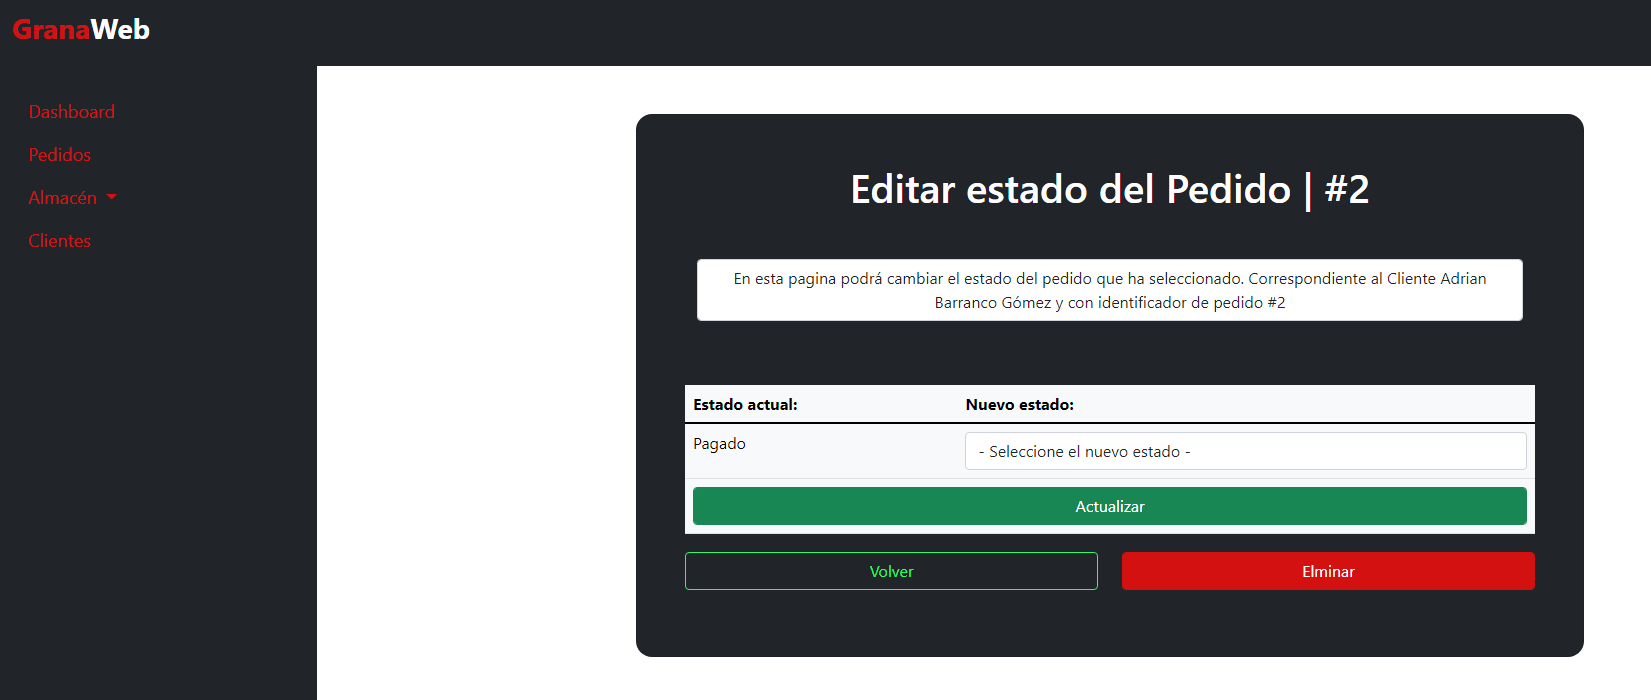 GranaWeb
Dashboard
Pedidos
Almacén
Clientes
Editar estado del Pedido | #2
En esta pagina podrá cambiar el estado del pedido que ha seleccionado. Correspondiente al Cliente Adrian
Barranco Gómez y con identificador de pedido #2
Estado actual: Nuevo estado:
Pagado - Seleccione el nuevo estado -
Actualizar
Volver Elminar